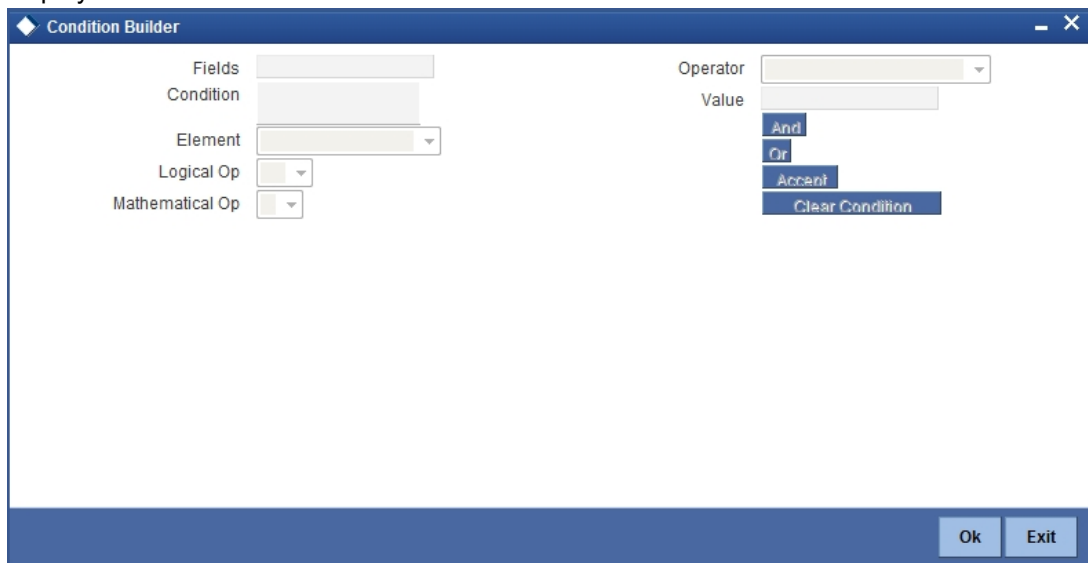 Condition Builder
Fields
Condition
Element
Logical Op
Mathematical Op
Operator
Value
And
Or
Accept
Clear Condition
Ok Exit